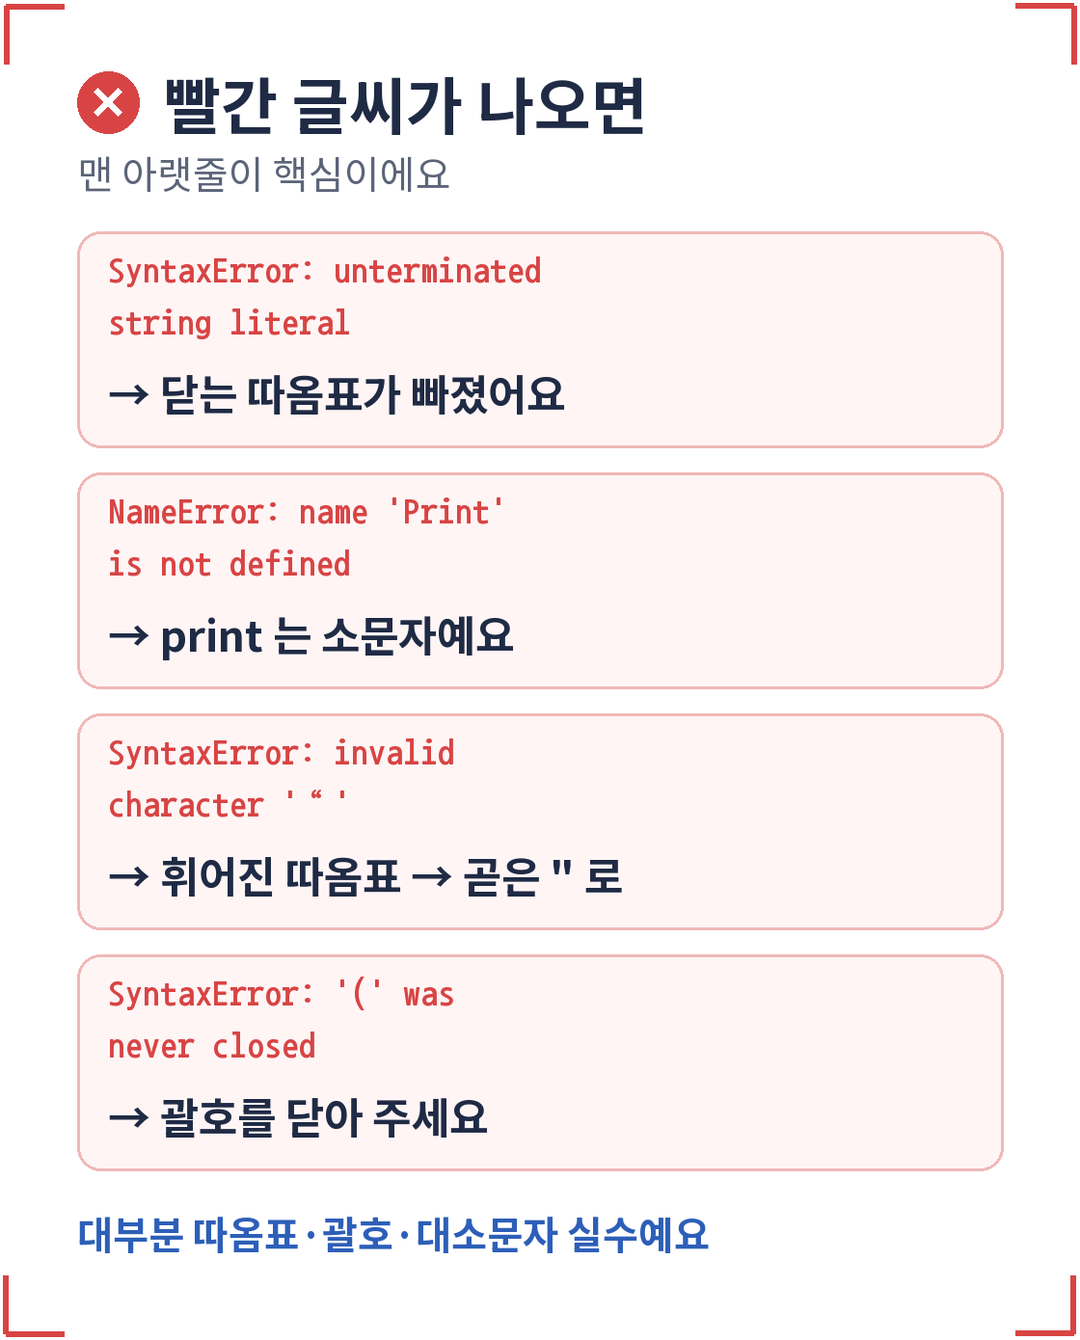 빨간 글씨가 나오면
맨 아랫줄이 핵심이에요
SyntaxError: unterminated
string literal
→ 닫는 따옴표가 빠졌어요
NameError: name 'Print'
is not defined
→ print 는 소문자예요
SyntaxError: invalid
character ' “ '
→ 휘어진 따옴표 → 곧은 " 로
SyntaxError: '(' was
never closed
→ 괄호를 닫아 주세요
대부분 따옴표·괄호·대소문자 실수예요